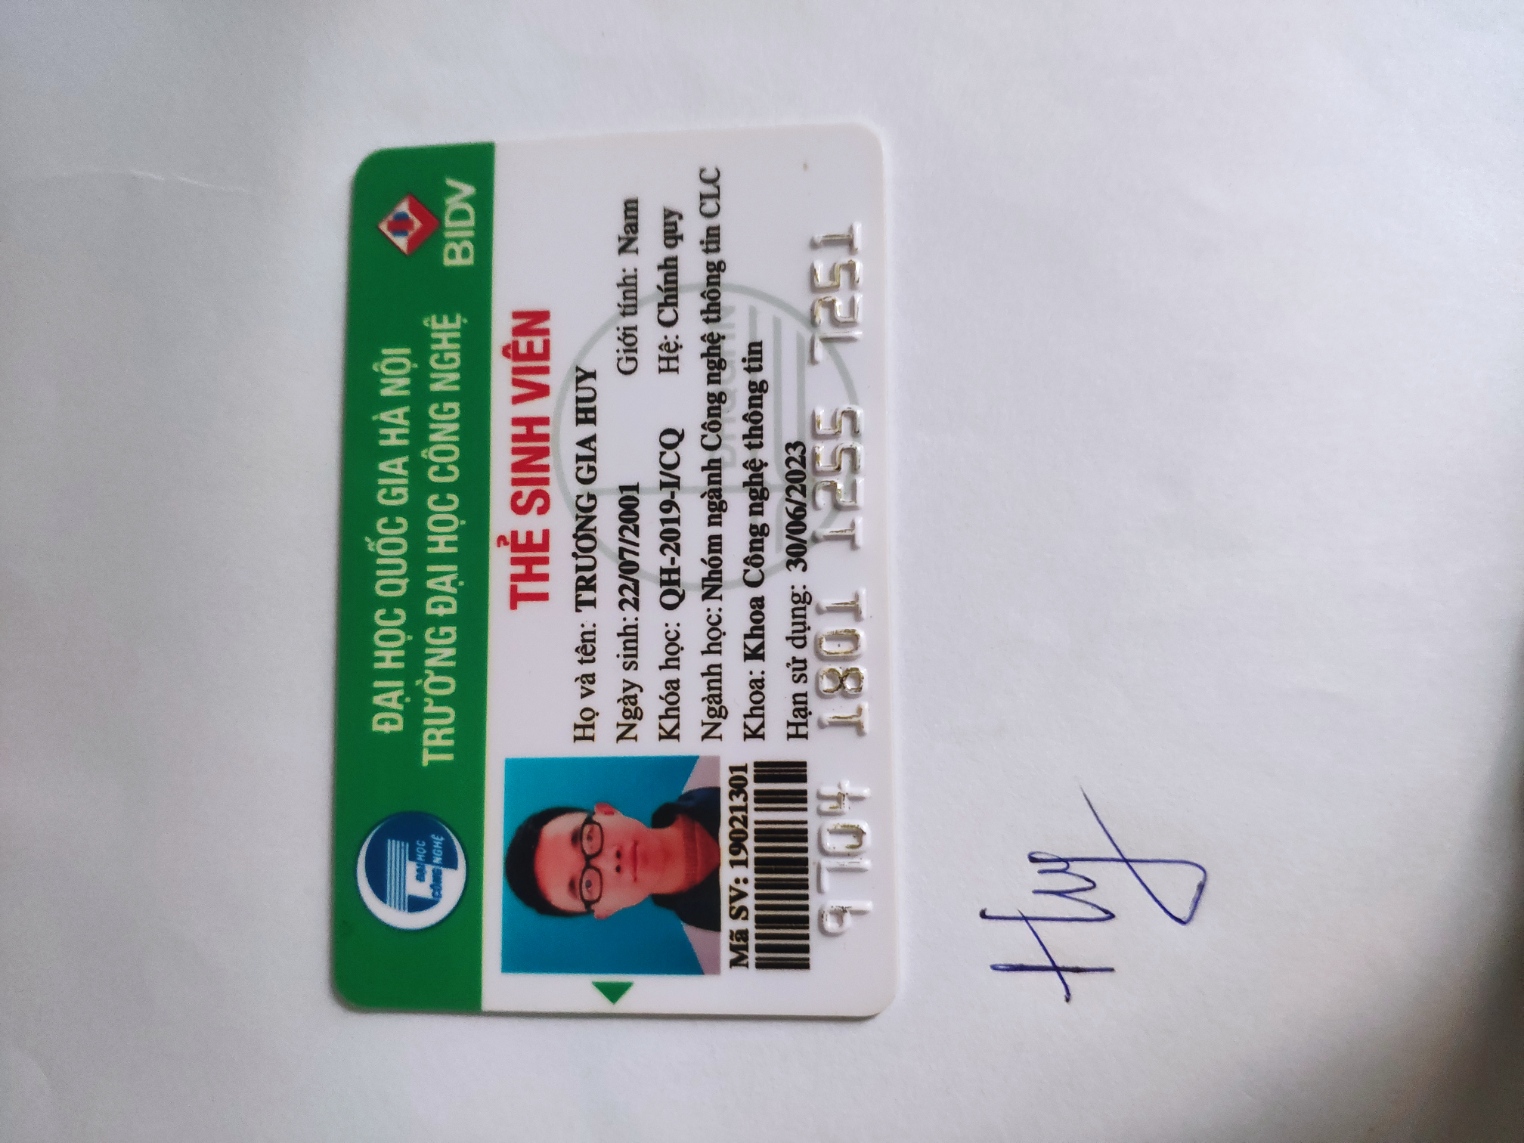 ĐẠI HỌC
CÔNG NGHỆ
ĐẠI HỌC QUỐC GIA HÀ NỘI
TRƯỜNG ĐẠI HỌC CÔNG NGHỆ
BIDV
THẺ SINH VIÊN
Họ và tên: TRƯƠNG GIA HUY
Ngày sinh: 22/07/2001 Giới tính: Nam
Khóa học: QH-2019-I/CQ Hệ: Chính quy
Ngành học: Nhóm ngành Công nghệ thông tin CLC
ĐHQGHN
Mã SV: 19021301
Khoa: Khoa Công nghệ thông tin
Hạn sử dụng: 30/06/2023
9704 1801 1255 7251
Huy